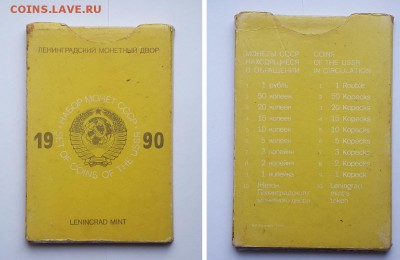 COINS.LAVE.RU
ЛЕНИНГРАДСКИЙ МОНЕТНЫЙ ДВОР
НАБОР МОНЕТ СССР
1990
SET OF COINS OF THE USSR
LENINGRAD MINT
МОНЕТЫ СССР
НАХОДЯЩИЕСЯ
В ОБРАЩЕНИИ
COINS
OF THE USSR
IN CIRCULATION
1 рубль
50 копеек
20 копеек
15 копеек
10 копеек
5 копеек
3 копейки
2 копейки
1 копейка
1 Rouble
50 Kopecks
20 Kopecks
15 Kopecks
10 Kopecks
5 Kopecks
3 Kopecks
2 Kopecks
1 Kopeck
Жетон
Ленинградского
монетного двора
Leningrad
mint's
token